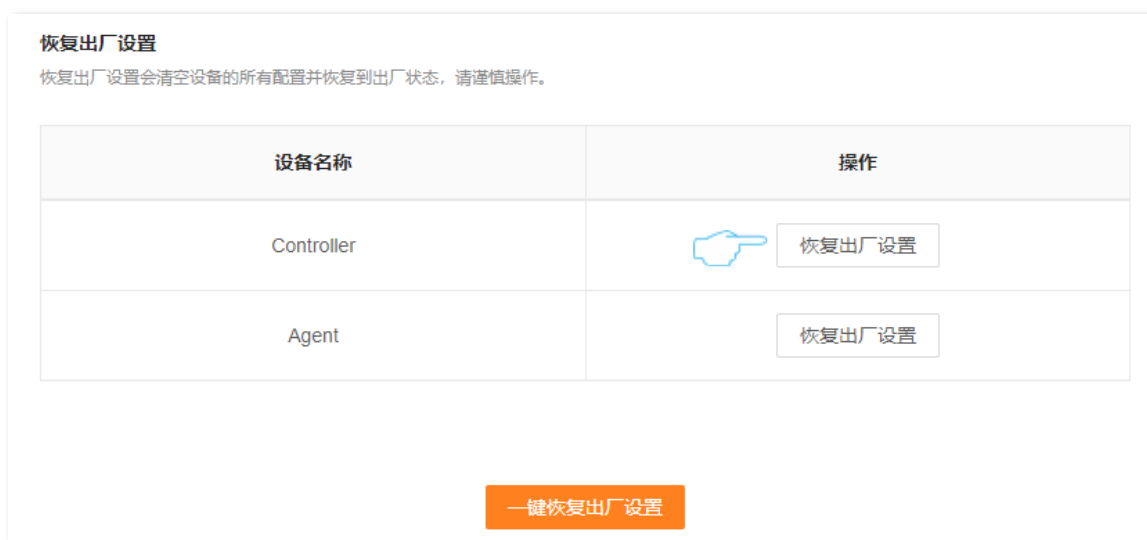 恢复出厂设置
恢复出厂设置会清空设备的所有配置并恢复到出厂状态，请谨慎操作。
设备名称 操作
Controller 恢复出厂设置
Agent 恢复出厂设置
一键恢复出厂设置